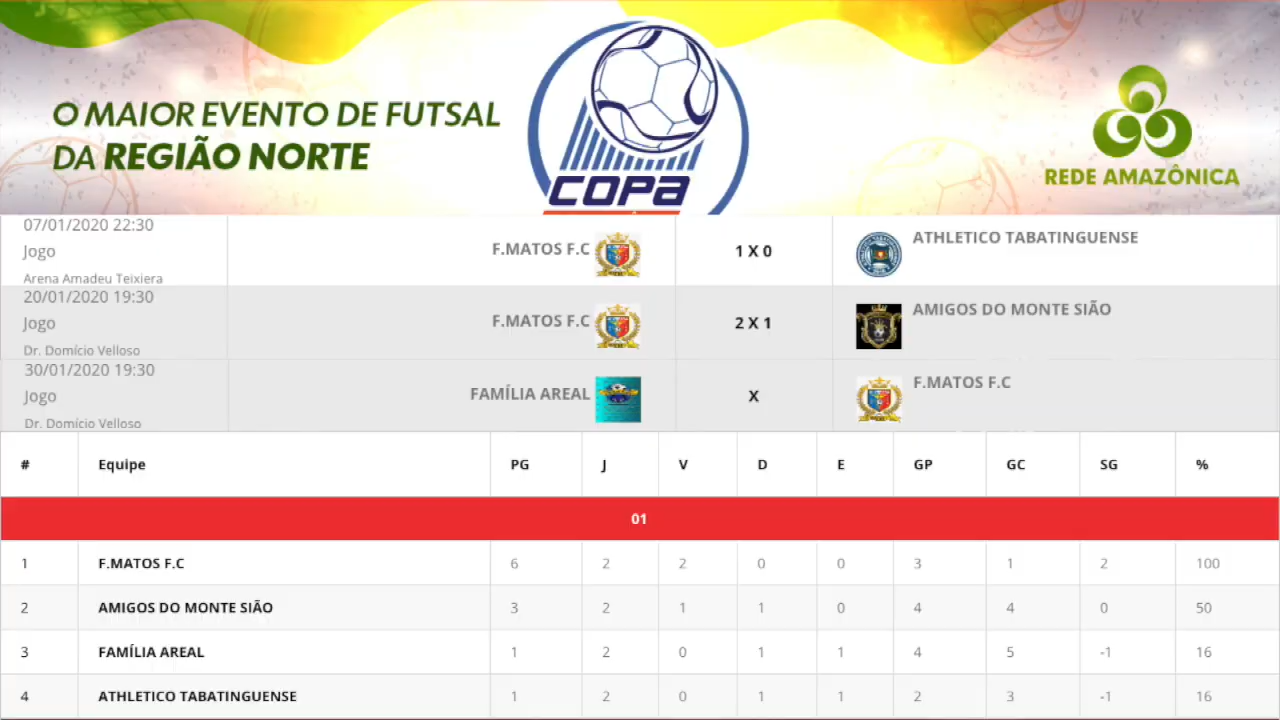 O MAIOR EVENTO DE FUTSAL
DA REGIÃO NORTE
COPA
REDE AMAZÔNICA
07/01/2020 22:30
Jogo
Arena Amadeu Teixiera
F.MATOS F.C 1 X 0 ATHLETICO TABATINGUENSE
20/01/2020 19:30
Jogo
Dr. Domício Velloso
F.MATOS F.C 2 X 1 AMIGOS DO MONTE SIÃO
30/01/2020 19:30
Jogo
Dr. Domício Velloso
FAMÍLIA AREAL X F.MATOS F.C
# Equipe PG J V D E GP GC SG %
01
1 F.MATOS F.C 6 2 2 0 0 3 1 2 100
2 AMIGOS DO MONTE SIÃO 3 2 1 1 0 4 4 0 50
3 FAMÍLIA AREAL 1 2 0 1 1 4 5 -1 16
4 ATHLETICO TABATINGUENSE 1 2 0 1 1 2 3 -1 16